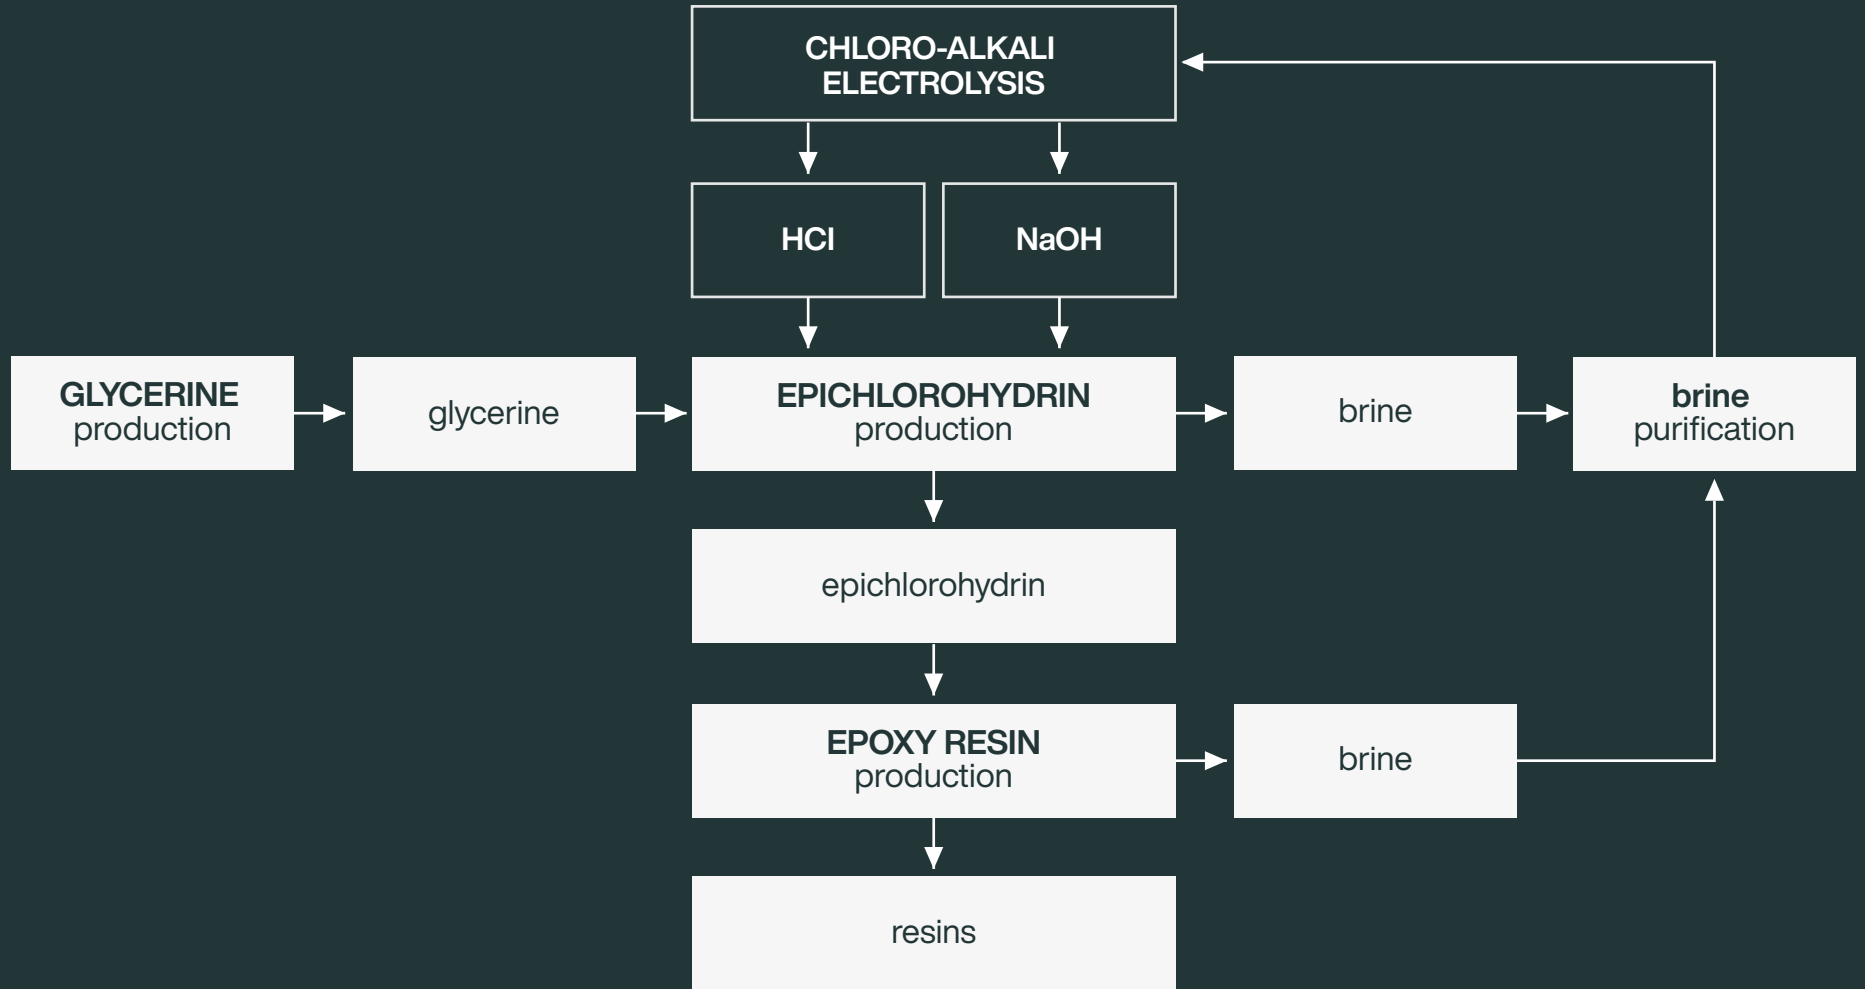 CHLORO-ALKALI
ELECTROLYSIS
HCl
NaOH
GLYCERINE
production
glycerine
EPICHLOROHYDRIN
production
brine
brine
purification
epichlorohydrin
EPOXY RESIN
production
brine
resins